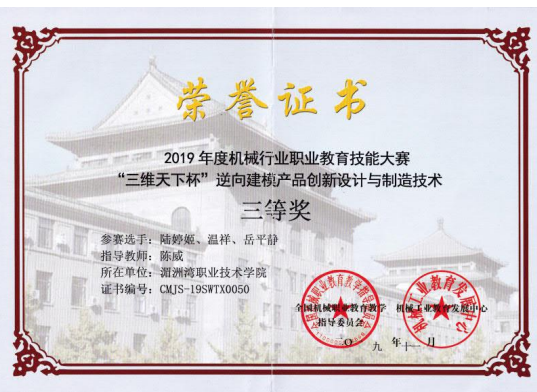 荣誉证书
2019 年度机械行业职业教育技能大赛
“三维天下杯”逆向建模产品创新设计与制造技术
三等奖
参赛选手：陆婷姬、温祥、岳平静
指导教师：陈威
所在单位：湄洲湾职业技术学院
证书编号：CMJS-19SWTX0050
全国机械职业教育教学 机械工业教育发展中心
指导委员会
二〇 九 年十一月